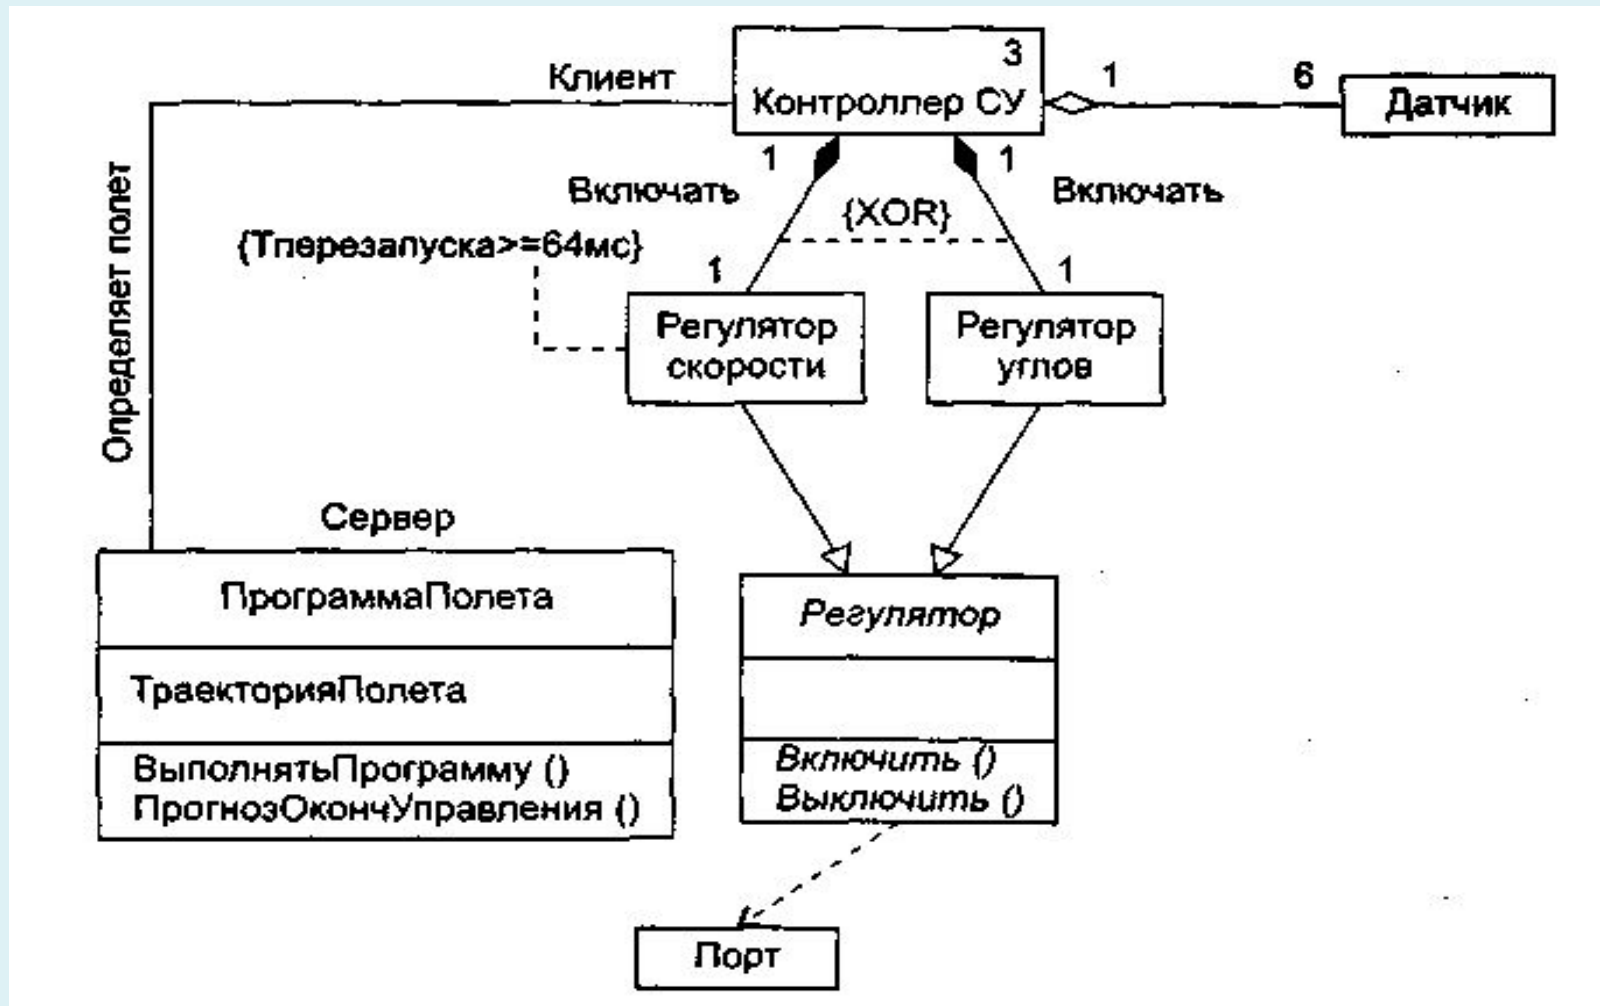 3
Контроллер СУ
Клиент
1
6
Датчик
1
1
Включать
Включать
{XOR}
{Tперезапуска>=64мс}
1
1
Регулятор
скорости
Регулятор
углов
Определяет полет
Сервер
ПрограммаПолета
ТраекторияПолета
ВыполнятьПрограмму ()
ПрогнозОкончУправления ()
Регулятор
Включить ()
Выключить ()
Порт